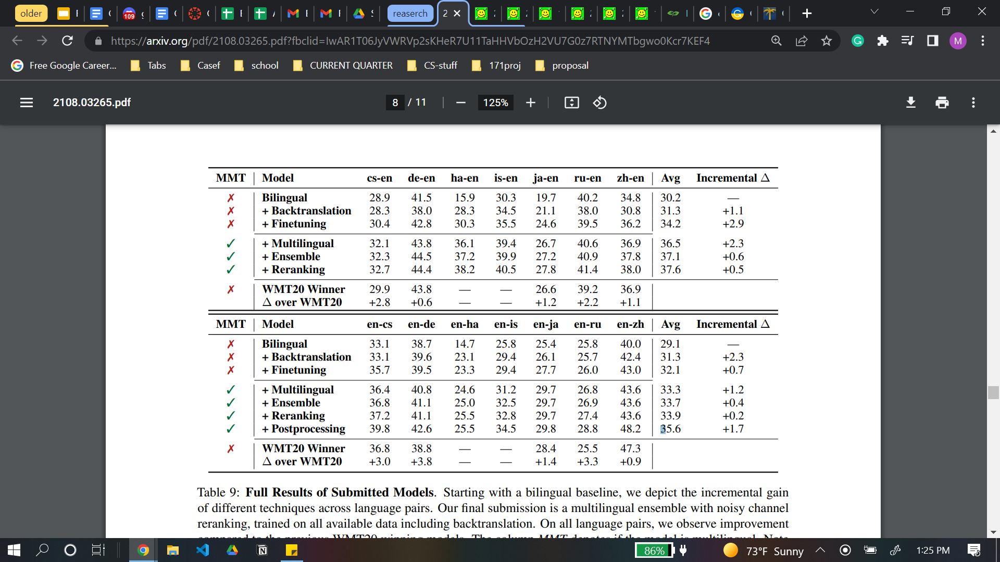 older
109
reaserch
2
https://arxiv.org/pdf/2108.03265.pdf?fbclid=IwAR1T06JyVWRVp2sKHeR7U11TaHHVbOzH2VU7G0z7RTNYMTbgwo0Kcr7KEF4
M
Free Google Career... Tabs Casef school CURRENT QUARTER CS-stuff 171proj proposal
2108.03265.pdf 8 / 11 125%
MMT Model cs-en de-en ha-en is-en ja-en ru-en zh-en Avg Incremental Δ
✗ Bilingual 28.9 41.5 15.9 30.3 19.7 40.2 34.8 30.2 —
✗ + Backtranslation 28.3 38.0 28.3 34.5 21.1 38.0 30.8 31.3 +1.1
✗ + Finetuning 30.4 42.8 30.3 35.5 24.6 39.5 36.2 34.2 +2.9
✓ + Multilingual 32.1 43.8 36.1 39.4 26.7 40.6 36.9 36.5 +2.3
✓ + Ensemble 32.3 44.5 37.2 39.9 27.2 40.9 37.8 37.1 +0.6
✓ + Reranking 32.7 44.4 38.2 40.5 27.8 41.4 38.0 37.6 +0.5
✗ WMT20 Winner 29.9 43.8 — — 26.6 39.2 36.9
Δ over WMT20 +2.8 +0.6 — — +1.2 +2.2 +1.1
MMT Model en-cs en-de en-ha en-is en-ja en-ru en-zh Avg Incremental Δ
✗ Bilingual 33.1 38.7 14.7 25.8 25.4 25.8 40.0 29.1 —
✗ + Backtranslation 33.1 39.6 23.1 29.4 26.1 25.7 42.4 31.3 +2.3
✗ + Finetuning 35.7 39.5 23.3 29.4 27.7 26.0 43.0 32.1 +0.7
✓ + Multilingual 36.4 40.8 24.6 31.2 29.7 26.8 43.6 33.3 +1.2
✓ + Ensemble 36.8 41.1 25.0 32.5 29.7 26.9 43.6 33.7 +0.4
✓ + Reranking 37.2 41.1 25.5 32.8 29.7 27.4 43.6 33.9 +0.2
✓ + Postprocessing 39.8 42.6 25.5 34.5 29.8 28.8 48.2 35.6 +1.7
✗ WMT20 Winner 36.8 38.8 — — 28.4 25.5 47.3
Δ over WMT20 +3.0 +3.8 — — +1.4 +3.3 +0.9
Table 9: Full Results of Submitted Models. Starting with a bilingual baseline, we depict the incremental gain
of different techniques across language pairs. Our final submission is a multilingual ensemble with noisy channel
reranking, trained on all available data including backtranslation. On all language pairs, we observe improvement
compared to the previous WMT20 winning models. The column MMT denotes if the model is multilingual. Note
86% 73°F Sunny 1:25 PM